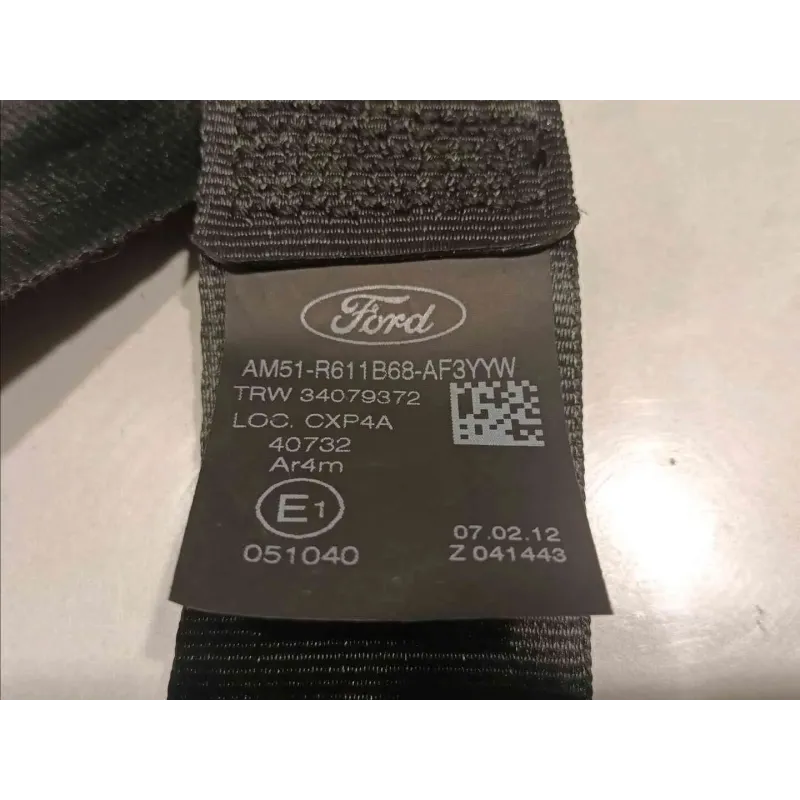 Ford
AM51-R611B68-AF3YYW
TRW 34079372
LOC. CXP4A
40732
Ar4m
E1
051040
07.02.12
Z 041443